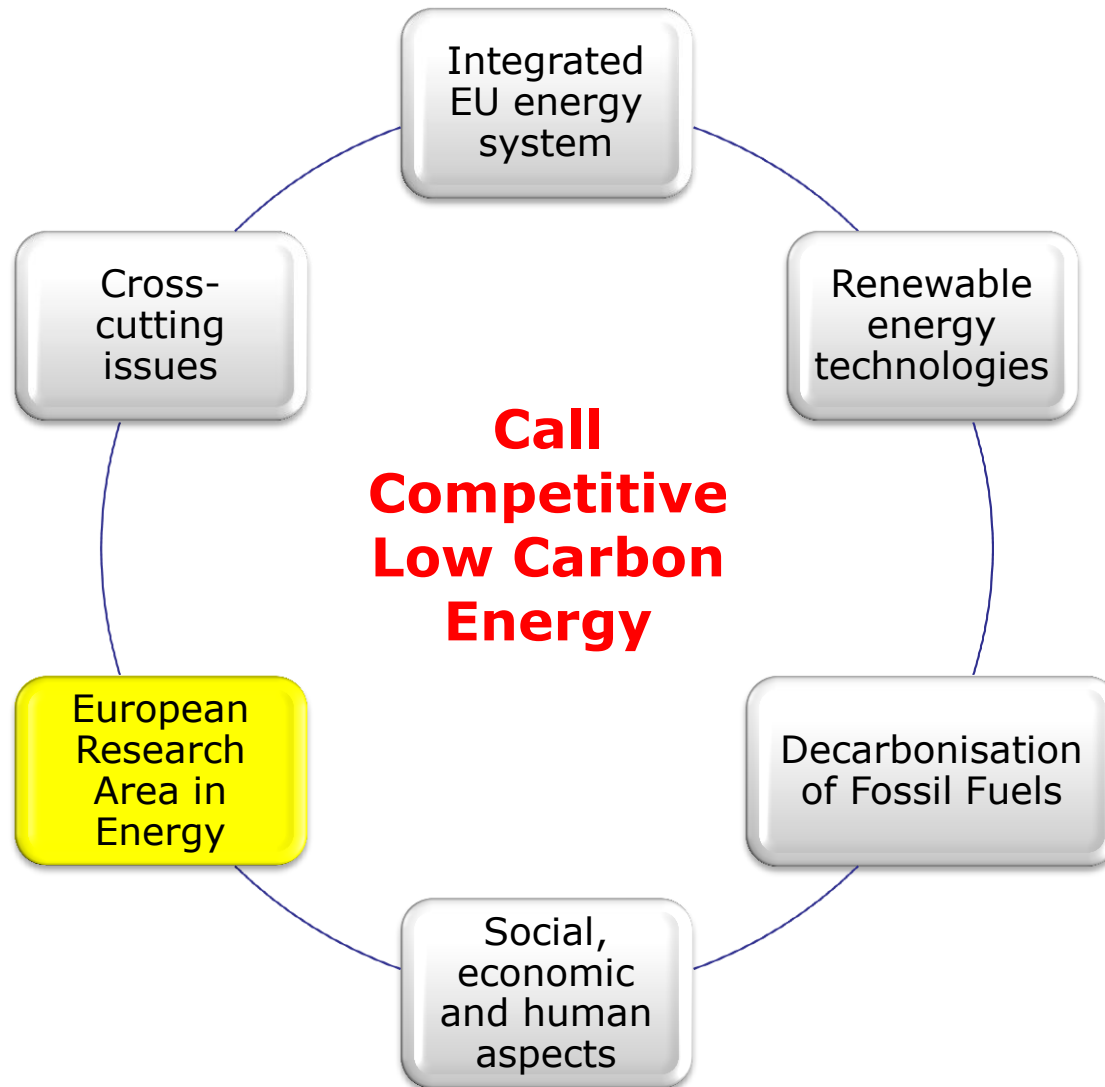 Integrated
EU energy
system
Renewable
energy
technologies
Decarbonisation
of Fossil Fuels
Social,
economic
and human
aspects
European
Research
Area in
Energy
Cross-
cutting
issues
Call
Competitive
Low Carbon
Energy